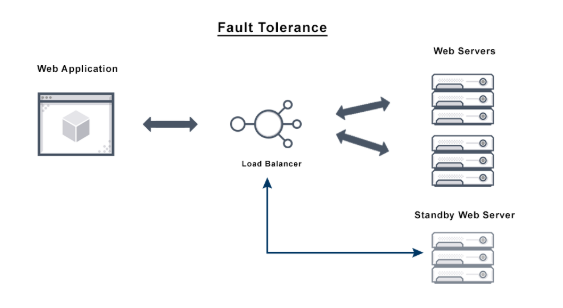 Fault Tolerance
Web Servers
Web Application
Load Balancer
Standby Web Server